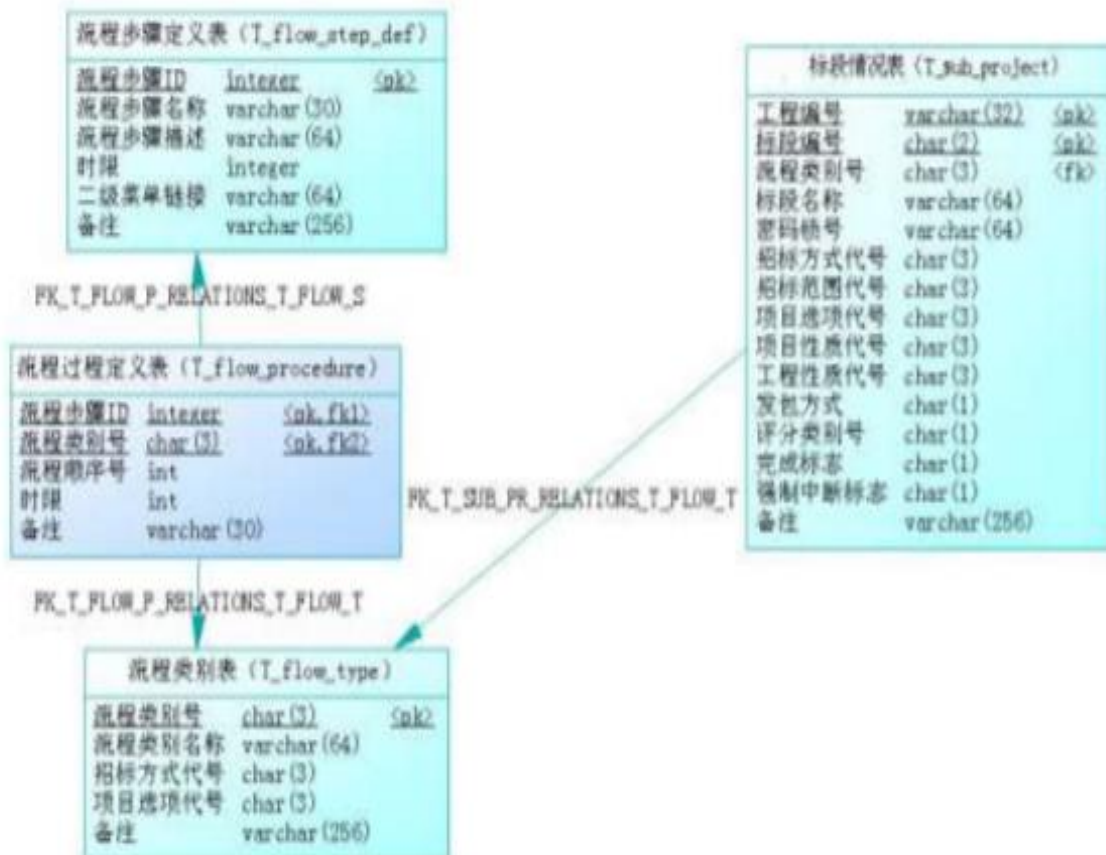 流程步骤定义表 (T_flow_step_def)
流程步骤ID integer <pk>
流程步骤名称 varchar(30)
流程步骤描述 varchar(64)
时限 integer
二级菜单链接 varchar(64)
备注 varchar(256)
FK_T_FLOW_P_RELATIONS_T_FLOW_S
流程过程定义表 (T_flow_procedure)
流程步骤ID integer <pk,fk1>
流程类别号 char(3) <pk,fk2>
流程顺序号 int
时限 int
备注 varchar(30)
FK_T_FLOW_P_RELATIONS_T_FLOW_T
流程类别表 (T_flow_type)
流程类别号 char(3) <pk>
流程类别名称 varchar(64)
招标方式代号 char(3)
项目选项代号 char(3)
备注 varchar(256)
FK_T_SUB_PR_RELATIONS_T_FLOW_T
标段情况表 (T_sub_project)
工程编号 varchar(32) <pk>
标段编号 char(2) <pk>
流程类别号 char(3) <fk>
标段名称 varchar(64)
密码锁号 varchar(64)
招标方式代号 char(3)
招标范围代号 char(3)
项目选项代号 char(3)
项目性质代号 char(3)
工程性质代号 char(3)
发包方式 char(1)
评分类别号 char(1)
完成标志 char(1)
强制中断标志 char(1)
备注 varchar(256)